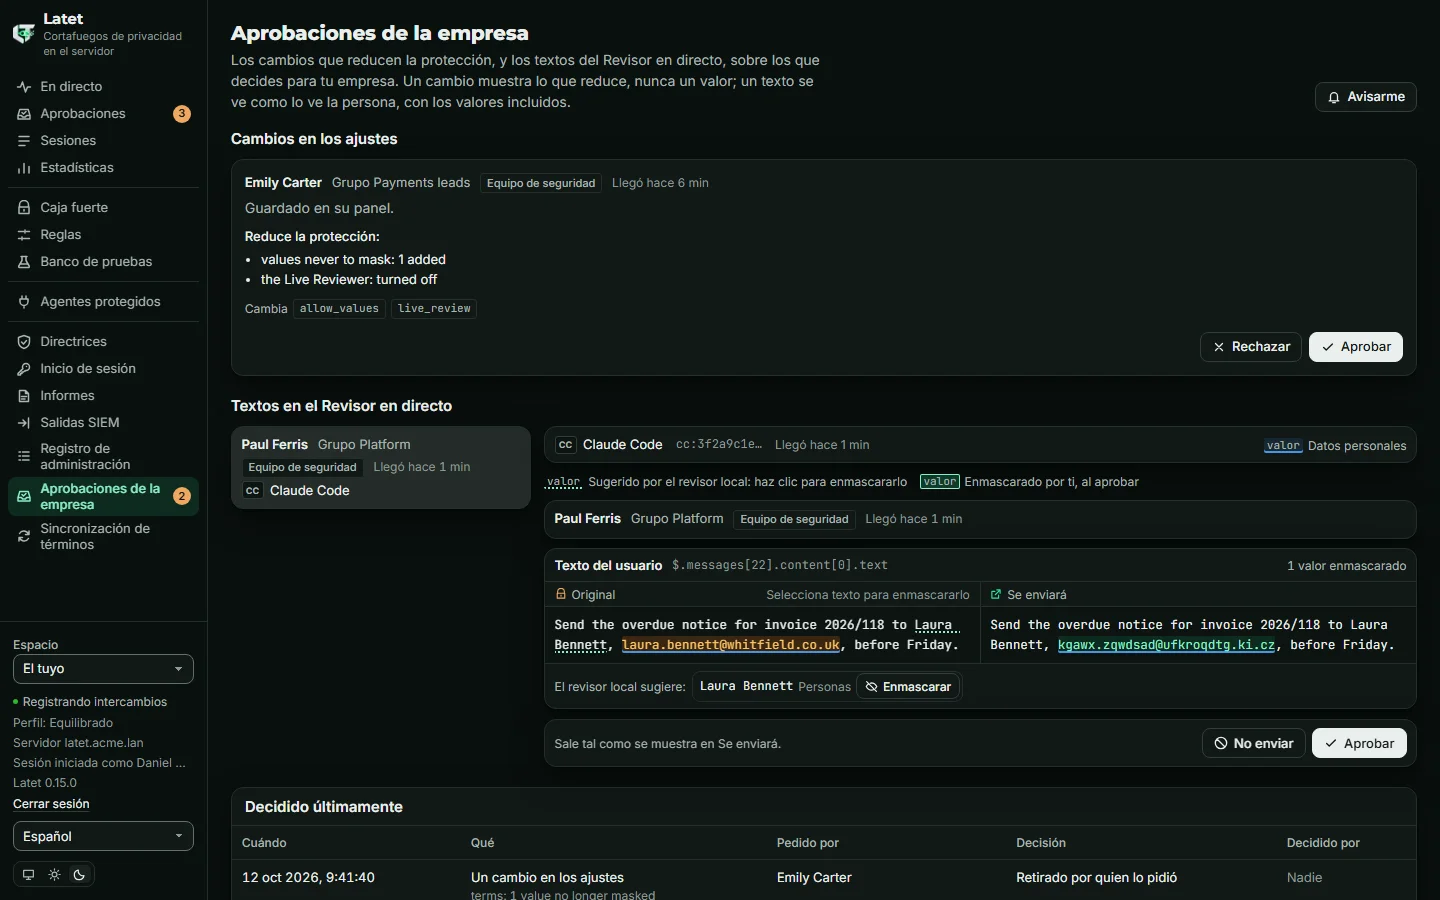 Latet
Cortafuegos de privacidad
en el servidor
En directo
Aprobaciones 3
Sesiones
Estadísticas
Caja fuerte
Reglas
Banco de pruebas
Agentes protegidos
Directrices
Inicio de sesión
Informes
Salidas SIEM
Registro de
administración
Aprobaciones de la
empresa 2
Sincronización de
términos
Espacio
El tuyo
Registrando intercambios
Perfil: Equilibrado
Servidor latet.acme.lan
Sesión iniciada como Daniel ...
Latet 0.15.0
Cerrar sesión
Español
Aprobaciones de la empresa
Los cambios que reducen la protección, y los textos del Revisor en directo, sobre los que
decides para tu empresa. Un cambio muestra lo que reduce, nunca un valor; un texto se
ve como lo ve la persona, con los valores incluidos.
Avisarme
Cambios en los ajustes
Emily Carter Grupo Payments leads Equipo de seguridad Llegó hace 6 min
Guardado en su panel.
Reduce la protección:
• values never to mask: 1 added
• the Live Reviewer: turned off
Cambia allow_values live_review
Rechazar Aprobar
Textos en el Revisor en directo
Paul Ferris Grupo Platform
Equipo de seguridad Llegó hace 1 min
CC Claude Code
CC Claude Code cc:3f2a9c1e… Llegó hace 1 min valor Datos personales
valor Sugerido por el revisor local: haz clic para enmascararlo valor Enmascarado por ti, al aprobar
Paul Ferris Grupo Platform Equipo de seguridad Llegó hace 1 min
Texto del usuario $.messages[22].content[0].text 1 valor enmascarado
Original Selecciona texto para enmascararlo
Send the overdue notice for invoice 2026/118 to Laura
Bennett, laura.bennett@whitfield.co.uk, before Friday.
Se enviará
Send the overdue notice for invoice 2026/118 to Laura
Bennett, kgawx.zqwdsad@ufkroqdtg.ki.cz, before Friday.
El revisor local sugiere: Laura Bennett Personas Enmascarar
Sale tal como se muestra en Se enviará. No enviar Aprobar
Decidido últimamente
Cuándo Qué Pedido por Decisión Decidido por
12 oct 2026, 9:41:40 Un cambio en los ajustes Emily Carter Retirado por quien lo pidió Nadie
terms: 1 value no longer masked